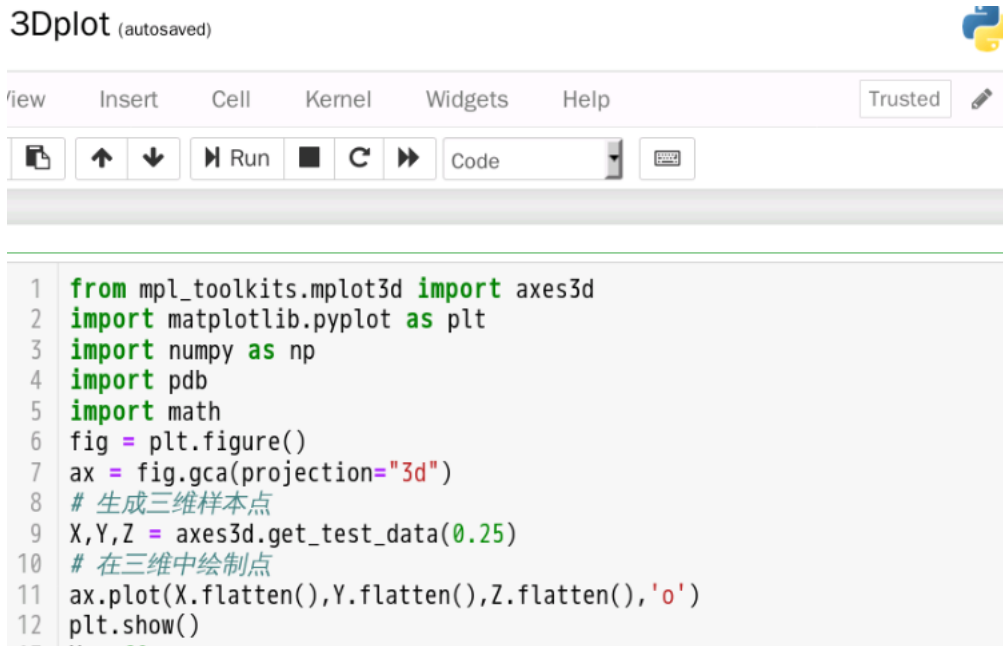 3Dplot (autosaved)
View Insert Cell Kernel Widgets Help Trusted
Run Code
1 from mpl_toolkits.mplot3d import axes3d
2 import matplotlib.pyplot as plt
3 import numpy as np
4 import pdb
5 import math
6 fig = plt.figure()
7 ax = fig.gca(projection="3d")
8 # 生成三维样本点
9 X,Y,Z = axes3d.get_test_data(0.25)
10 # 在三维中绘制点
11 ax.plot(X.flatten(),Y.flatten(),Z.flatten(),'o')
12 plt.show()